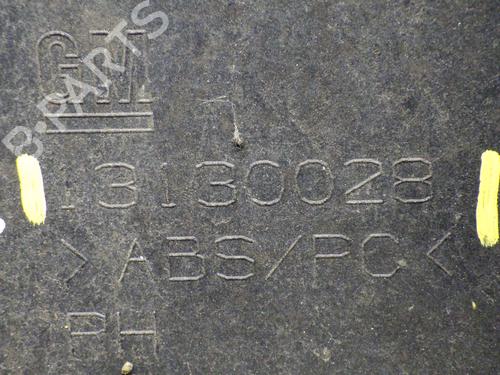 GM
B-PARTS
13130028
>ABS/PC<
PH